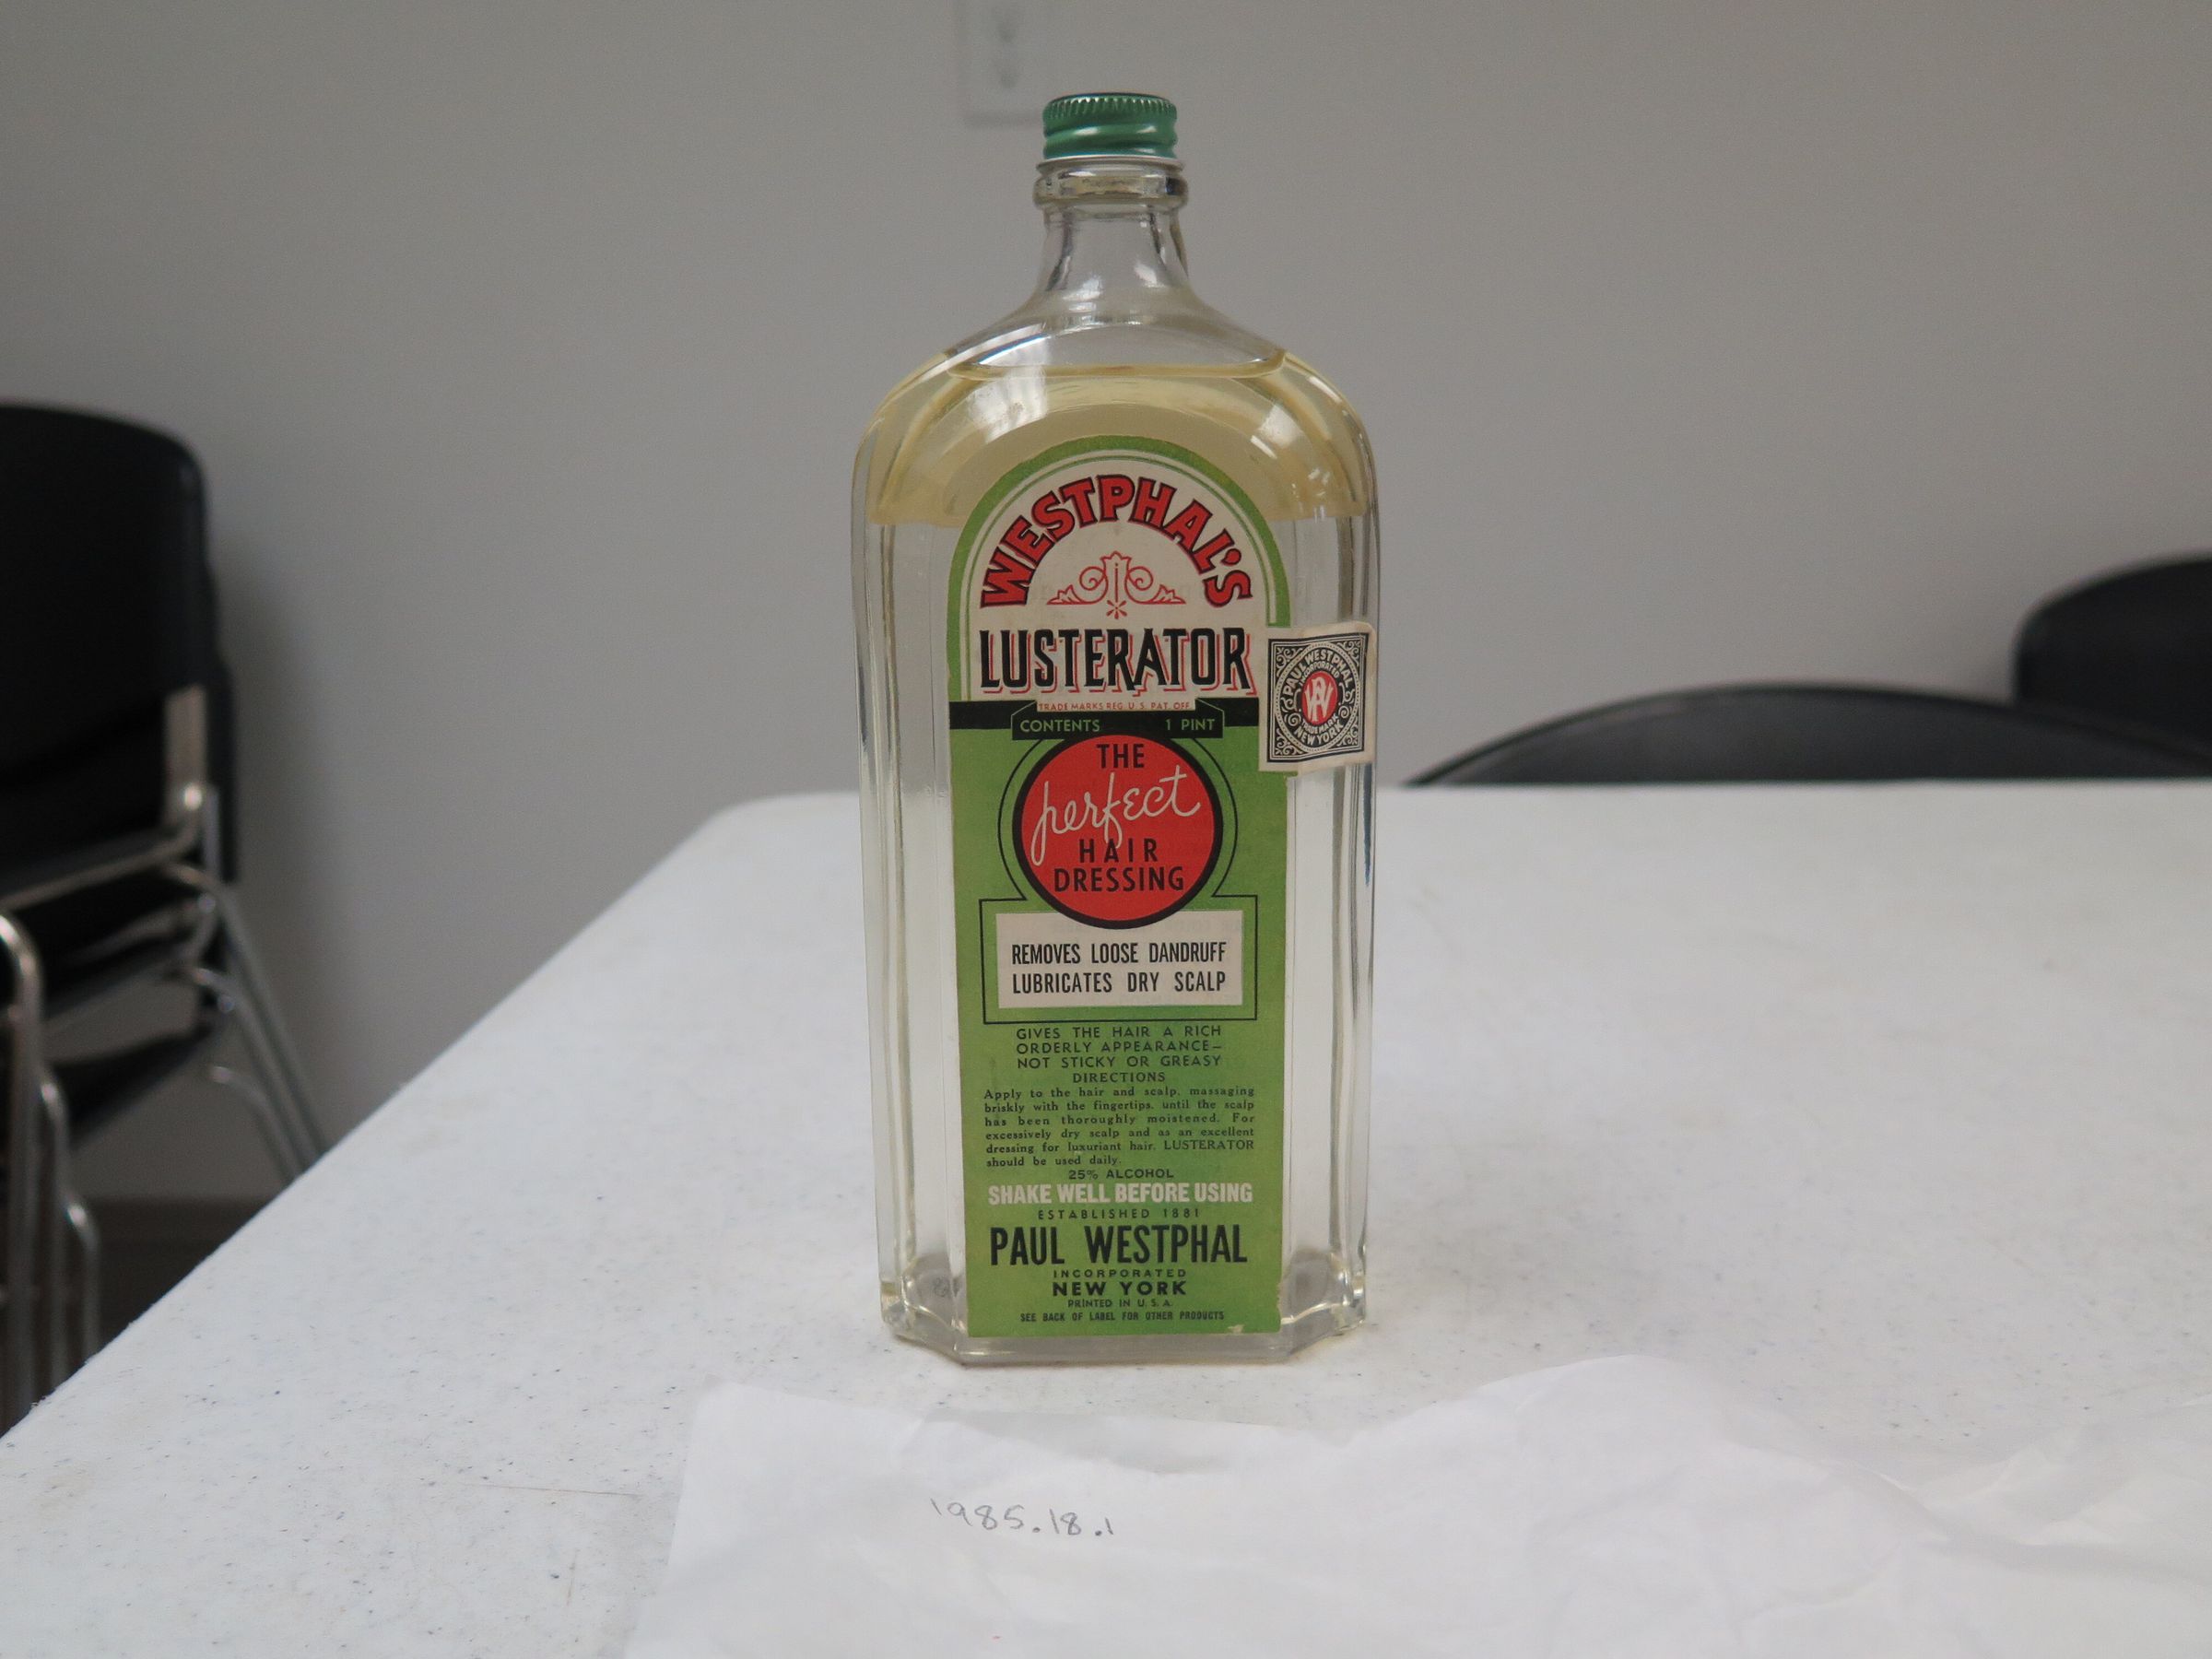 WESTPHAL'S
LUSTERATOR
TRADE MARKS REG. U.S. PAT. OFF.
CONTENTS 1 PINT
THE
perfect
HAIR
DRESSING
REMOVES LOOSE DANDRUFF
LUBRICATES DRY SCALP
GIVES THE HAIR A RICH
ORDERLY APPEARANCE—
NOT STICKY OR GREASY
DIRECTIONS
Apply to the hair and scalp, massaging
briskly with the fingertips, until the scalp
has been thoroughly moistened. For
excessively dry scalp and as an excellent
dressing for luxuriant hair, LUSTERATOR
should be used daily.
25% ALCOHOL
SHAKE WELL BEFORE USING
ESTABLISHED 1881
PAUL WESTPHAL
INCORPORATED
NEW YORK
PRINTED IN U.S.A.
SEE BACK OF LABEL FOR OTHER PRODUCTS
PAUL WESTPHAL
INCORPORATED
PW
TRADE MARK
NEW YORK
1985.18.1